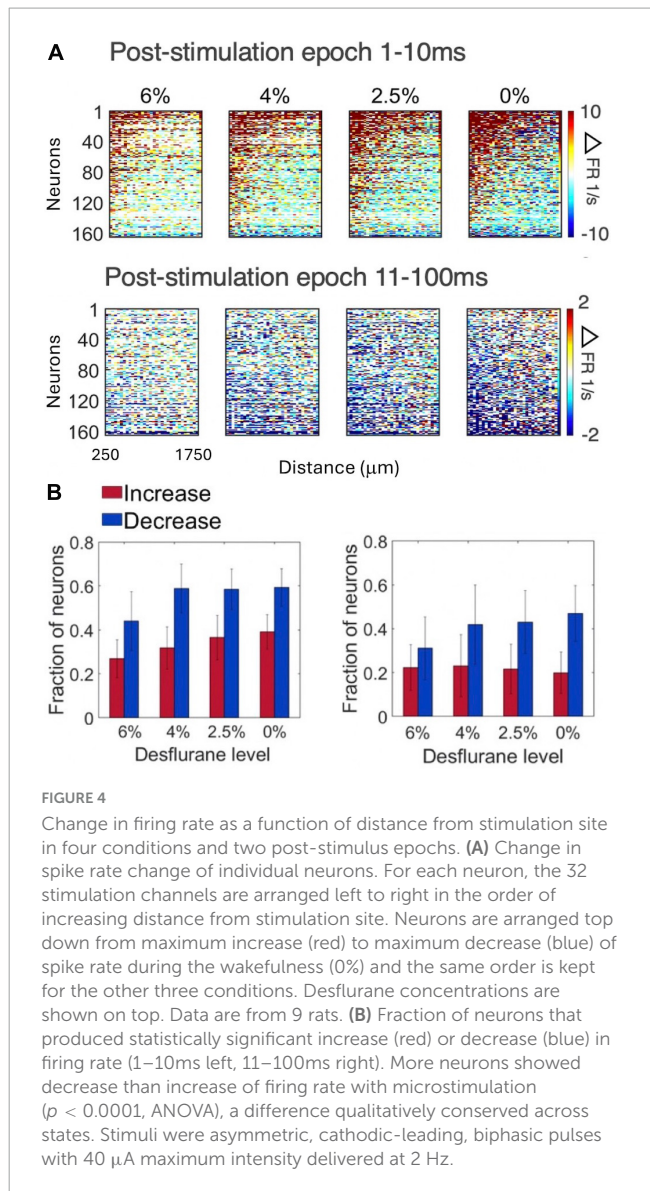 A Post-stimulation epoch 1-10ms
6% 4% 2.5% 0%
1
40
80
120
160
Neurons
10
-10
Δ FR 1/s
Post-stimulation epoch 11-100ms
1
40
80
120
160
Neurons
2
-2
Δ FR 1/s
250 1750
Distance (μm)
B
Increase
Decrease
0.8
0.6
0.4
0.2
0
Fraction of neurons
6% 4% 2.5% 0%
Desflurane level
0.8
0.6
0.4
0.2
0
Fraction of neurons
6% 4% 2.5% 0%
Desflurane level
FIGURE 4
Change in firing rate as a function of distance from stimulation site
in four conditions and two post-stimulus epochs. (A) Change in
spike rate change of individual neurons. For each neuron, the 32
stimulation channels are arranged left to right in the order of
increasing distance from stimulation site. Neurons are arranged top
down from maximum increase (red) to maximum decrease (blue) of
spike rate during the wakefulness (0%) and the same order is kept
for the other three conditions. Desflurane concentrations are
shown on top. Data are from 9 rats. (B) Fraction of neurons that
produced statistically significant increase (red) or decrease (blue) in
firing rate (1–10ms left, 11–100ms right). More neurons showed
decrease than increase of firing rate with microstimulation
(p < 0.0001, ANOVA), a difference qualitatively conserved across
states. Stimuli were asymmetric, cathodic-leading, biphasic pulses
with 40 μA maximum intensity delivered at 2 Hz.